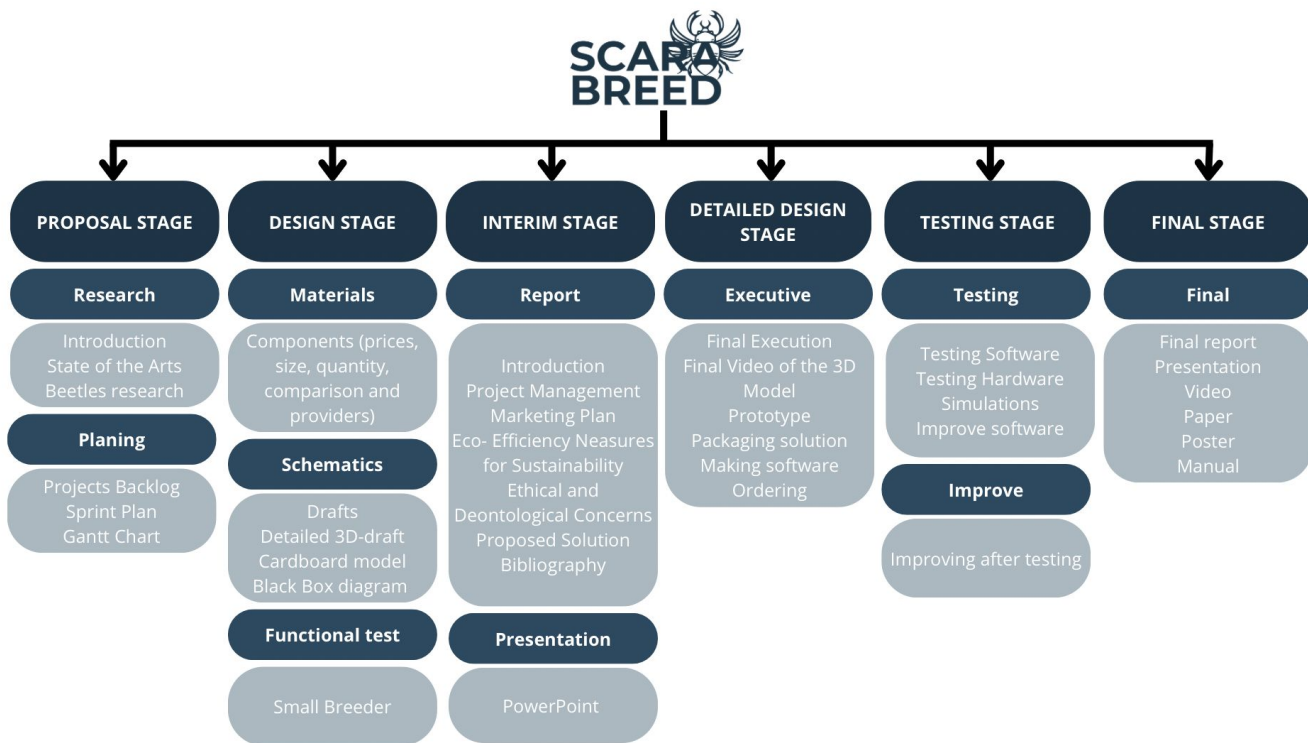 SCARA
BREED
PROPOSAL STAGE
Research
Introduction
State of the Arts
Beetles research
Planing
Projects Backlog
Sprint Plan
Gantt Chart
DESIGN STAGE
Materials
Components (prices,
size, quantity,
comparison and
providers)
Schematics
Drafts
Detailed 3D-draft
Cardboard model
Black Box diagram
Functional test
Small Breeder
INTERIM STAGE
Report
Introduction
Project Management
Marketing Plan
Eco- Efficiency Neasures
for Sustainability
Ethical and
Deontological Concerns
Proposed Solution
Bibliography
Presentation
PowerPoint
DETAILED DESIGN
STAGE
Executive
Final Execution
Final Video of the 3D
Model
Prototype
Packaging solution
Making software
Ordering
TESTING STAGE
Testing
Testing Software
Testing Hardware
Simulations
Improve software
Improve
Improving after testing
FINAL STAGE
Final
Final report
Presentation
Video
Paper
Poster
Manual